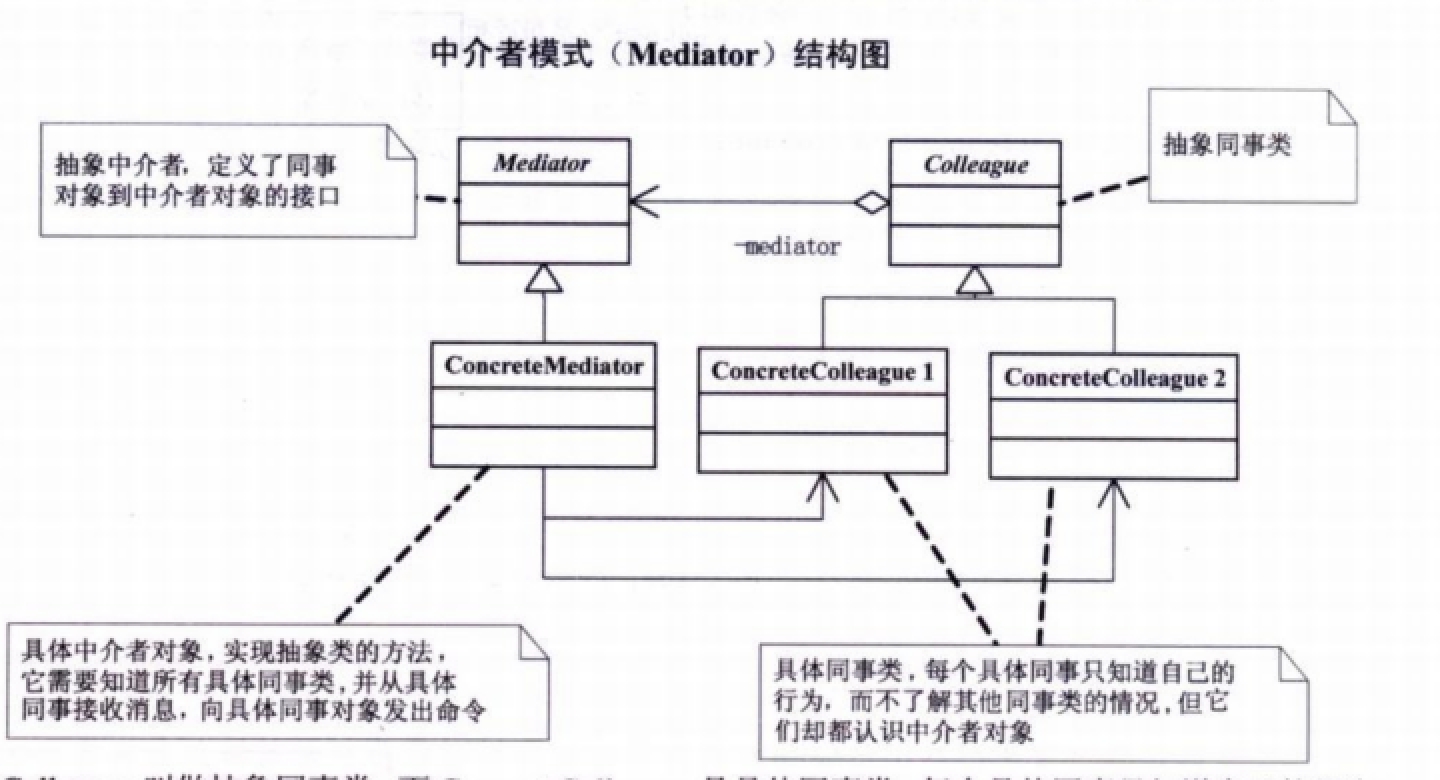 中介者模式（Mediator）结构图
抽象中介者，定义了同事
对象到中介者对象的接口
Mediator
Colleague
抽象同事类
-mediator
ConcreteMediator
ConcreteColleague 1
ConcreteColleague 2
具体中介者对象，实现抽象类的方法，
它需要知道所有具体同事类，并从具体
同事接收消息，向具体同事对象发出命令
具体同事类，每个具体同事只知道自己的
行为，而不了解其他同事类的情况，但它
们却都认识中介者对象